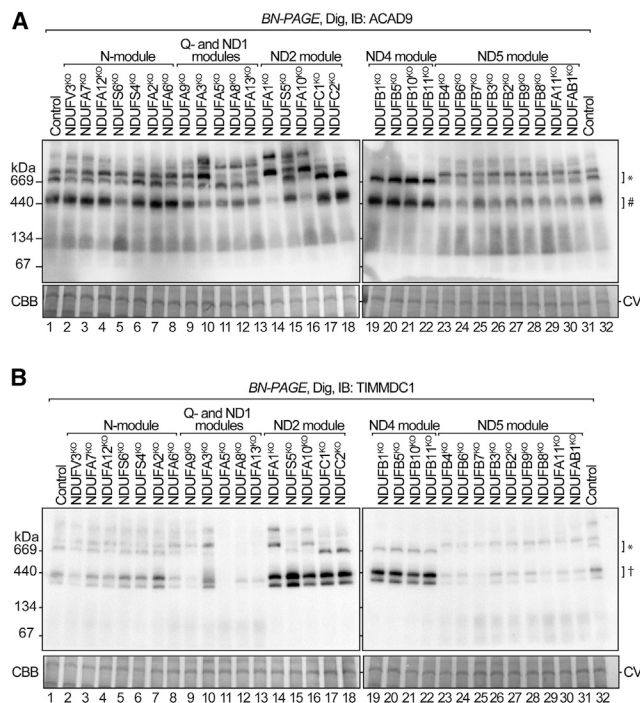 A
BN-PAGE, Dig, IB: ACAD9
N-module
Q- and ND1 modules
ND2 module
ND4 module
ND5 module
Control
NDUFV3KO
NDUFA7KO
NDUFA12KO
NDUFS6KO
NDUFS4KO
NDUFA2KO
NDUFA6KO
NDUFA9KO
NDUFA3KO
NDUFA5KO
NDUFA8KO
NDUFA13KO
NDUFA1KO
NDUFS5KO
NDUFA10KO
NDUFC1KO
NDUFC2KO
NDUFB1KO
NDUFB5KO
NDUFB10KO
NDUFB11KO
NDUFB4KO
NDUFB6KO
NDUFB7KO
NDUFB3KO
NDUFB2KO
NDUFB9KO
NDUFB8KO
NDUFA11KO
NDUFAB1KO
Control
kDa
669
440
134
67
*
#
CBB
CV
1 2 3 4 5 6 7 8 9 10 11 12 13 14 15 16 17 18 19 20 21 22 23 24 25 26 27 28 29 30 31 32
B
BN-PAGE, Dig, IB: TIMMDC1
N-module
Q- and ND1 modules
ND2 module
ND4 module
ND5 module
Control
NDUFV3KO
NDUFA7KO
NDUFA12KO
NDUFS6KO
NDUFS4KO
NDUFA2KO
NDUFA6KO
NDUFA9KO
NDUFA3KO
NDUFA5KO
NDUFA8KO
NDUFA13KO
NDUFA1KO
NDUFS5KO
NDUFA10KO
NDUFC1KO
NDUFC2KO
NDUFB1KO
NDUFB5KO
NDUFB10KO
NDUFB11KO
NDUFB4KO
NDUFB6KO
NDUFB7KO
NDUFB3KO
NDUFB2KO
NDUFB9KO
NDUFB8KO
NDUFA11KO
NDUFAB1KO
Control
kDa
669
440
134
67
*
†
CBB
CV
1 2 3 4 5 6 7 8 9 10 11 12 13 14 15 16 17 18 19 20 21 22 23 24 25 26 27 28 29 30 31 32